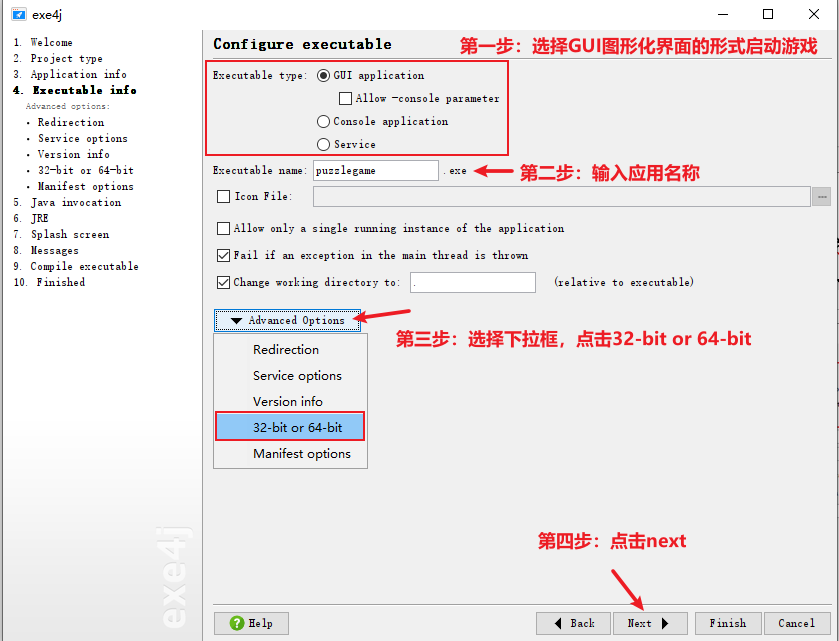 exe4j
1. Welcome
2. Project type
3. Application info
4. Executable info
Advanced options:
• Redirection
• Service options
• Version info
• 32-bit or 64-bit
• Manifest options
5. Java invocation
6. JRE
7. Splash screen
8. Messages
9. Compile executable
10. Finished
exe4j
Configure executable
第一步：选择GUI图形化界面的形式启动游戏
Executable type: GUI application
Allow -console parameter
Console application
Service
Executable name: puzzlegame .exe
第二步：输入应用名称
Icon File: ...
Allow only a single running instance of the application
Fail if an exception in the main thread is thrown
Change working directory to: . (relative to executable)
Advanced Options
第三步：选择下拉框，点击32-bit or 64-bit
Redirection
Service options
Version info
32-bit or 64-bit
Manifest options
第四步：点击next
? Help Back Next Finish Cancel